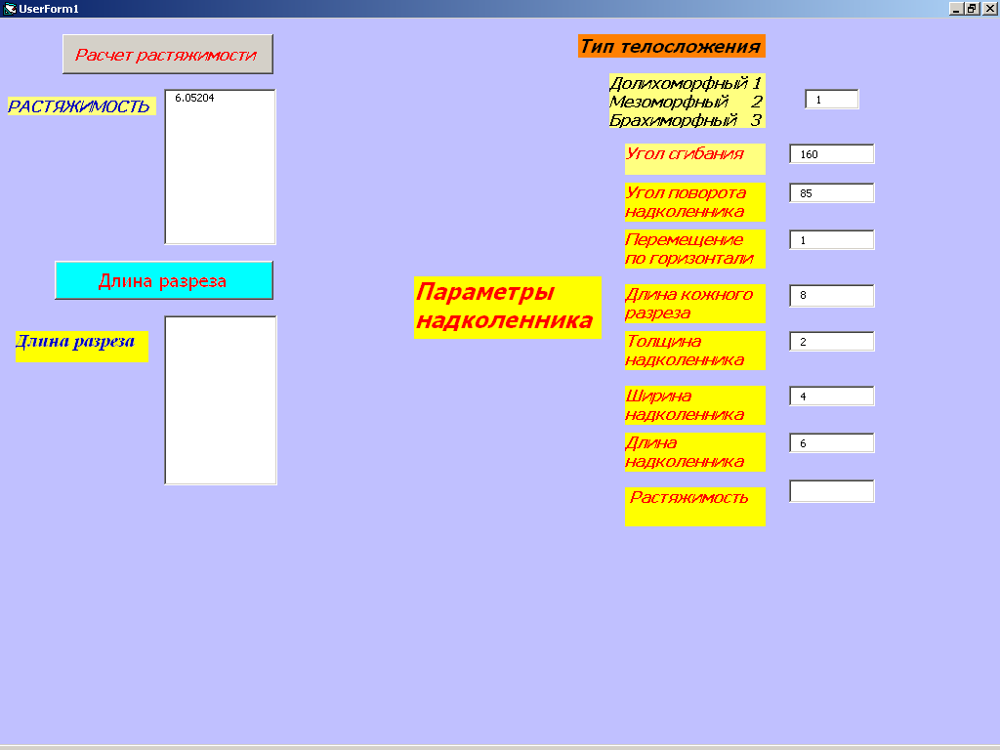 UserForm1
Расчет растяжимости
РАСТЯЖИМОСТЬ
6.05204
Длина разреза
Длина разреза
Параметры
надколенника
Тип телосложения
Долихоморфный 1
Мезоморфный 2
Брахиморфный 3
1
Угол сгибания
160
Угол поворота
надколенника
85
Перемещение
по горизонтали
1
Длина кожного
разреза
8
Толщина
надколенника
2
Ширина
надколенника
4
Длина
надколенника
6
Растяжимость